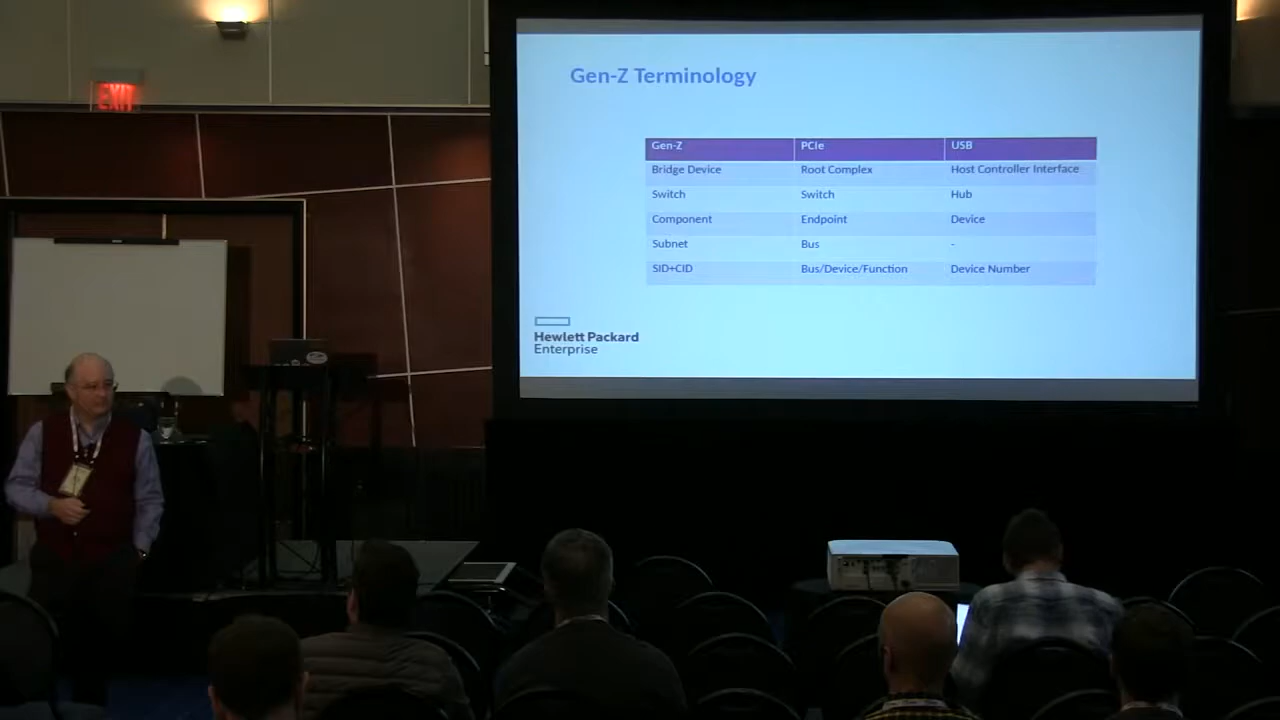 EXIT
Gen-Z Terminology
Gen-Z PCIe USB
Bridge Device Root Complex Host Controller Interface
Switch Switch Hub
Component Endpoint Device
Subnet Bus -
SID+CID Bus/Device/Function Device Number
Hewlett Packard
Enterprise